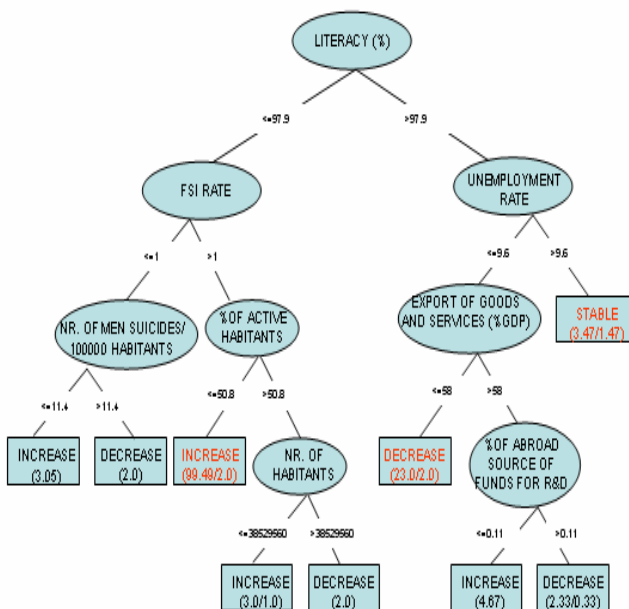 LITERACY (%)
<=97.9
>97.9
FSI RATE
UNEMPLOYMENT
RATE
<=1
>1
<=9.6
>9.6
NR. OF MEN SUICIDES/
100000 HABITANTS
%OF ACTIVE
HABITANTS
EXPORT OF GOODS
AND SERVICES (%GDP)
STABLE
(3.47/1.47)
<=11.4
>11.4
<=50.8
>50.8
<=58
>58
INCREASE
(3.05)
DECREASE
(2.0)
INCREASE
(99.49/2.0)
NR. OF
HABITANTS
DECREASE
(23.0/2.0)
%OF ABROAD
SOURCE OF
FUNDS FOR R&D
<=38529560
>38529560
<=0.11
>0.11
INCREASE
(3.0/1.0)
DECREASE
(2.0)
INCREASE
(4.67)
DECREASE
(2.33/0.33)